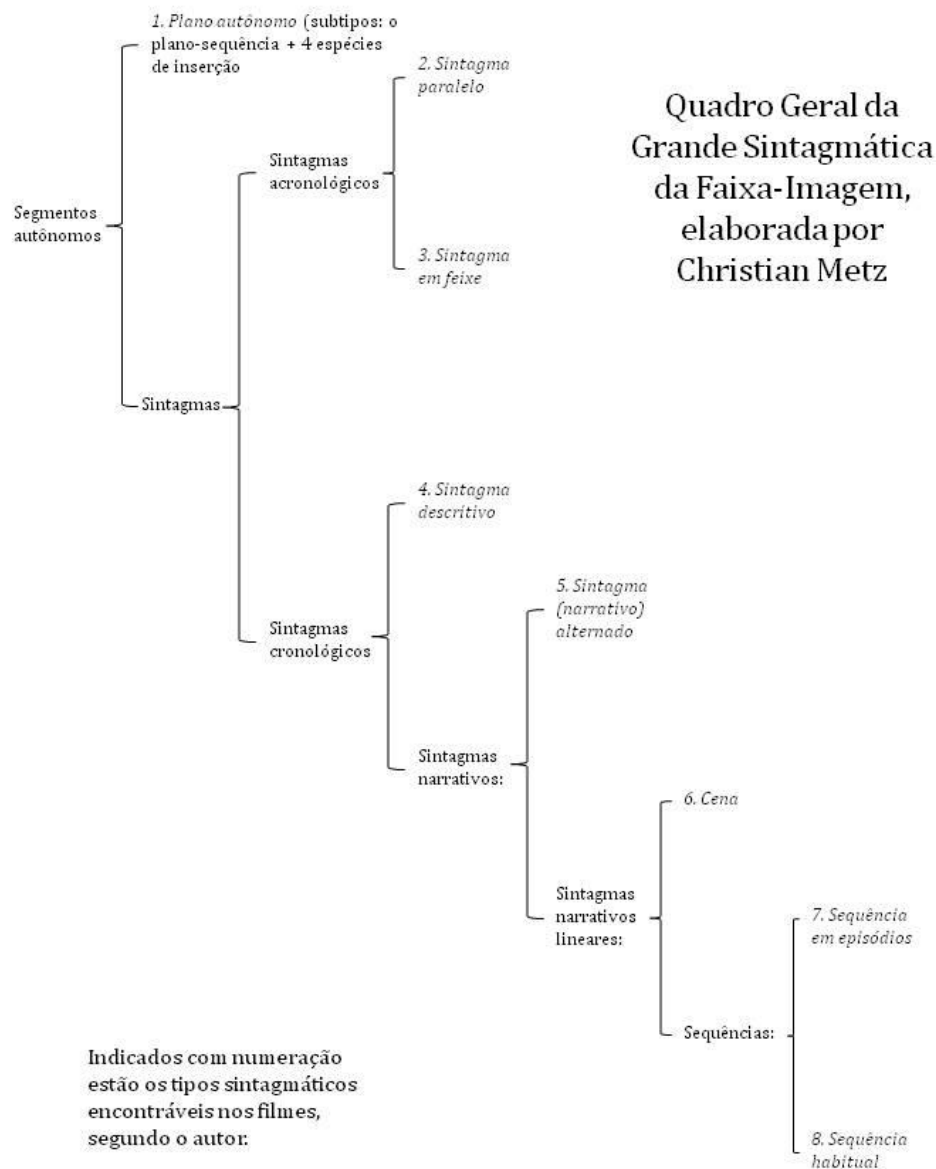 1. Plano autônomo (subtipos: o
plano-sequência + 4 espécies
de inserção
2. Sintagma
paralelo
Quadro Geral da
Grande Sintagmática
da Faixa-Imagem,
elaborada por
Christian Metz
Sintagmas
acronológicos
Segmentos
autônomos
3. Sintagma
em feixe
Sintagmas
4. Sintagma
descritivo
5. Sintagma
(narrativo)
alternado
Sintagmas
cronológicos
Sintagmas
narrativos:
6. Cena
Sintagmas
narrativos
lineares:
7. Sequência
em episódios
Sequências:
8. Sequência
habitual
Indicados com numeração
estão os tipos sintagmáticos
encontráveis nos filmes,
segundo o autor.